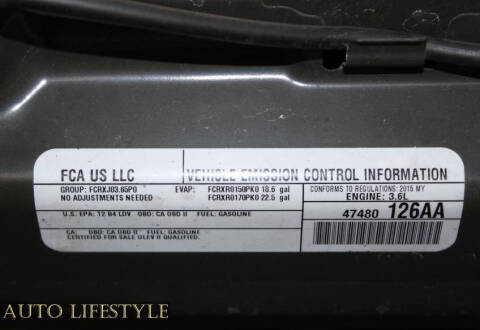 FCA US LLC
VEHICLE EMISSION CONTROL INFORMATION
GROUP: FCRXJ03.65P0
NO ADJUSTMENTS NEEDED
EVAP: FCRXR0150PK0 18.6 gal
FCRXR0170PK0 22.5 gal
CONFORMS TO REGULATIONS: 2015 MY
ENGINE: 3.6L
U.S. EPA: T2 B4 LDV OBD: CA OBD II FUEL: GASOLINE
47480 126AA
CA: OBD: CA OBD II FUEL: GASOLINE
CERTIFIED FOR SALE ULEV II QUALIFIED.
AUTO LIFESTYLE